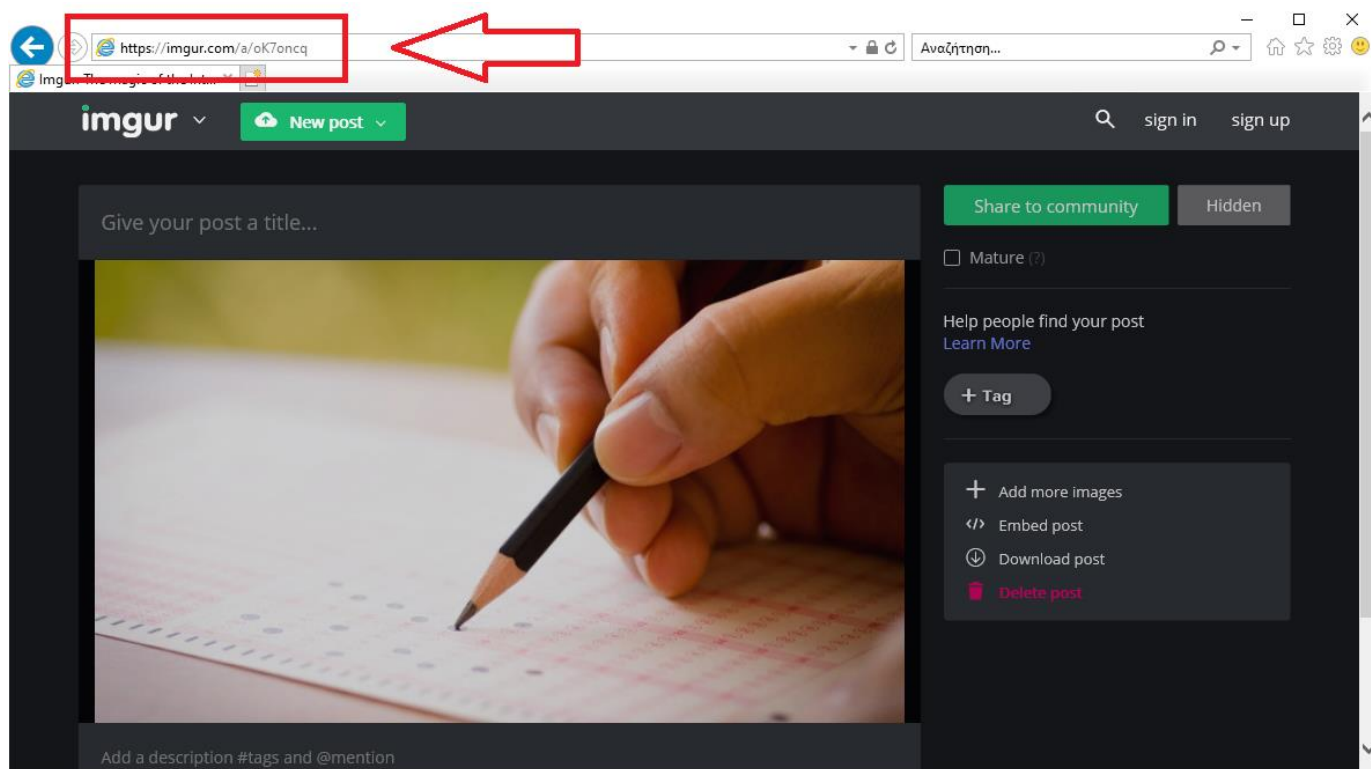 https://imgur.com/a/oK7oncq
Αναζήτηση...
imgur
New post
sign in
sign up
Give your post a title...
Share to community
Hidden
Mature (?)
Help people find your post
Learn More
+ Tag
Add more images
</> Embed post
Download post
Delete post
Add a description #tags and @mention